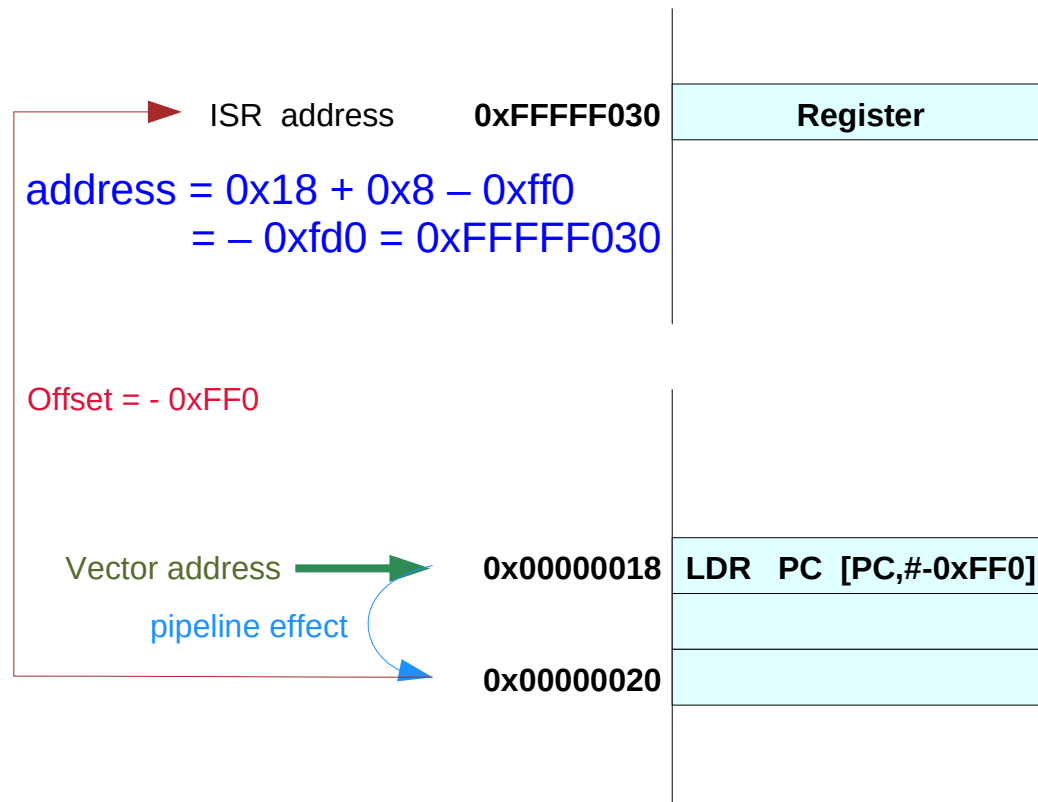 ISR address 0xFFFFF030 Register
address = 0x18 + 0x8 – 0xff0
= – 0xfd0 = 0xFFFFF030
Offset = - 0xFF0
Vector address 0x00000018 LDR PC [PC,#-0xFF0]
pipeline effect
0x00000020